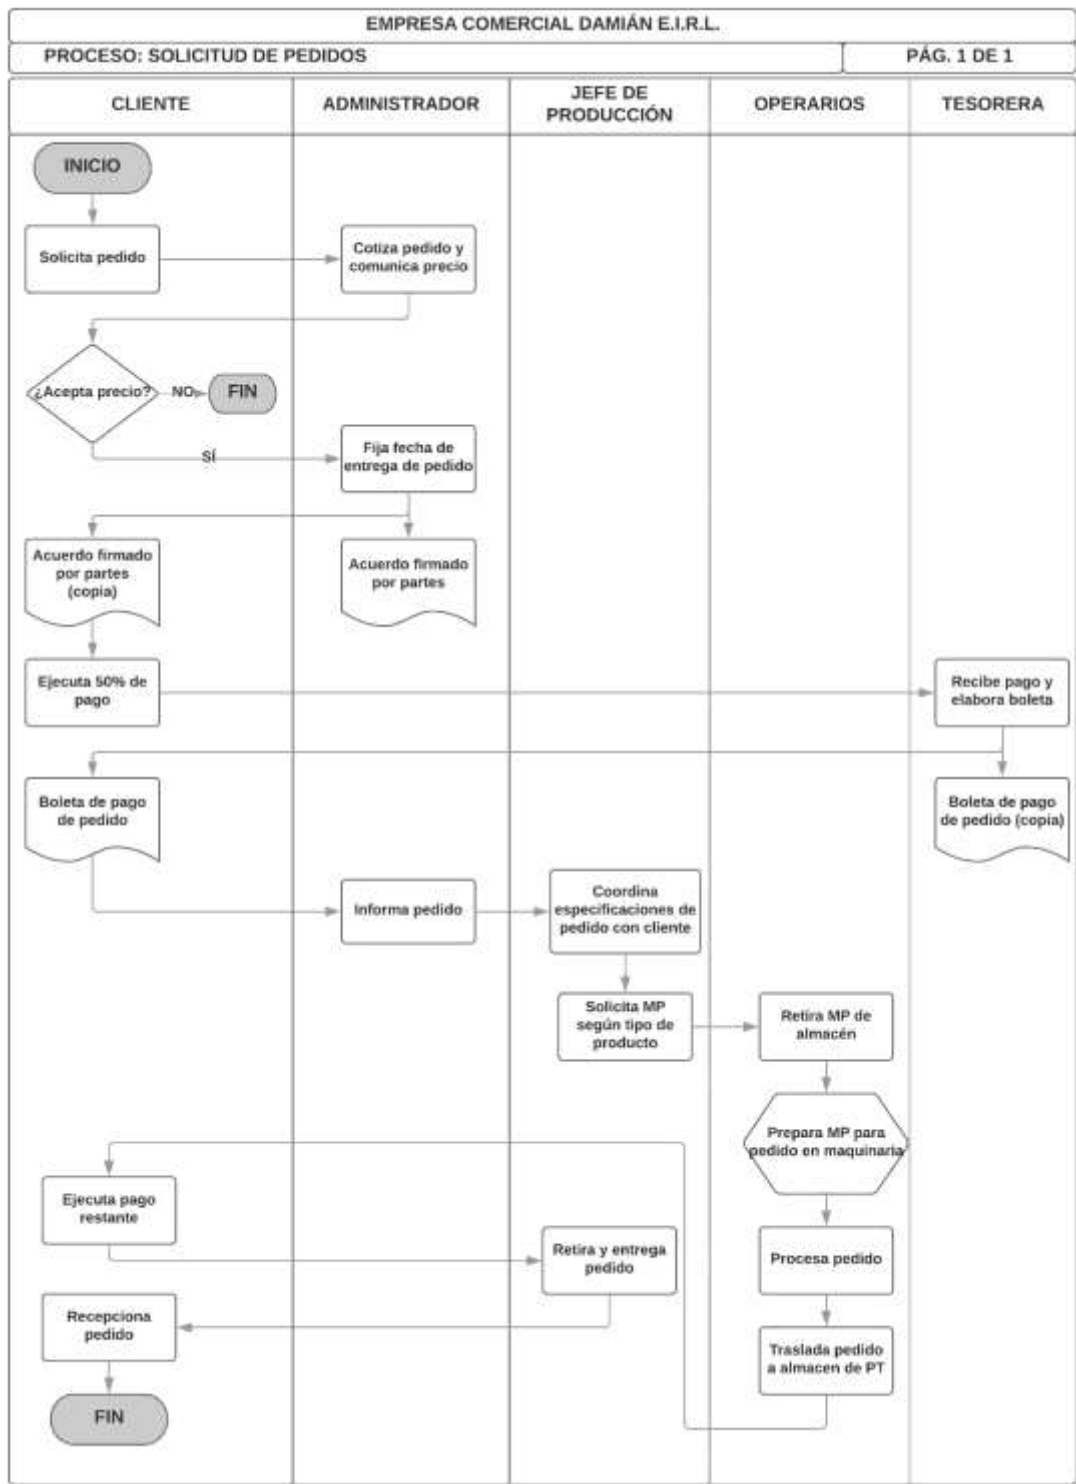 EMPRESA COMERCIAL DAMIÁN E.I.R.L.
PROCESO: SOLICITUD DE PEDIDOS
PÁG. 1 DE 1
CLIENTE
ADMINISTRADOR
JEFE DE
PRODUCCIÓN
OPERARIOS
TESORERA
INICIO
Solicita pedido
Cotiza pedido y
comunica precio
¿Acepta precio?
NO
FIN
SÍ
Fija fecha de
entrega de pedido
Acuerdo firmado
por partes
(copia)
Acuerdo firmado
por partes
Ejecuta 50% de
pago
Recibe pago y
elabora boleta
Boleta de pago
de pedido
Boleta de pago
de pedido (copia)
Informa pedido
Coordina
especificaciones de
pedido con cliente
Solicita MP
según tipo de
producto
Retira MP de
almacén
Prepara MP para
pedido en maquinaria
Ejecuta pago
restante
Retira y entrega
pedido
Procesa pedido
Recepciona
pedido
Traslada pedido
a almacen de PT
FIN